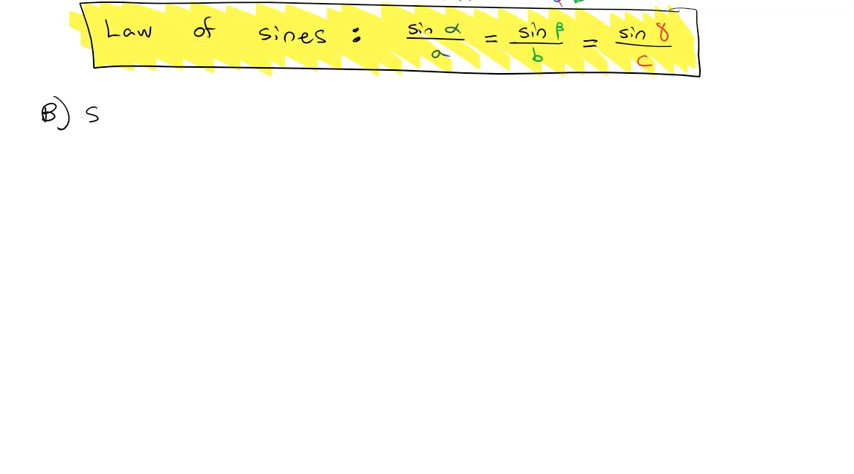 Law of sines : sin α / a = sin β / b = sin γ / c
B) S